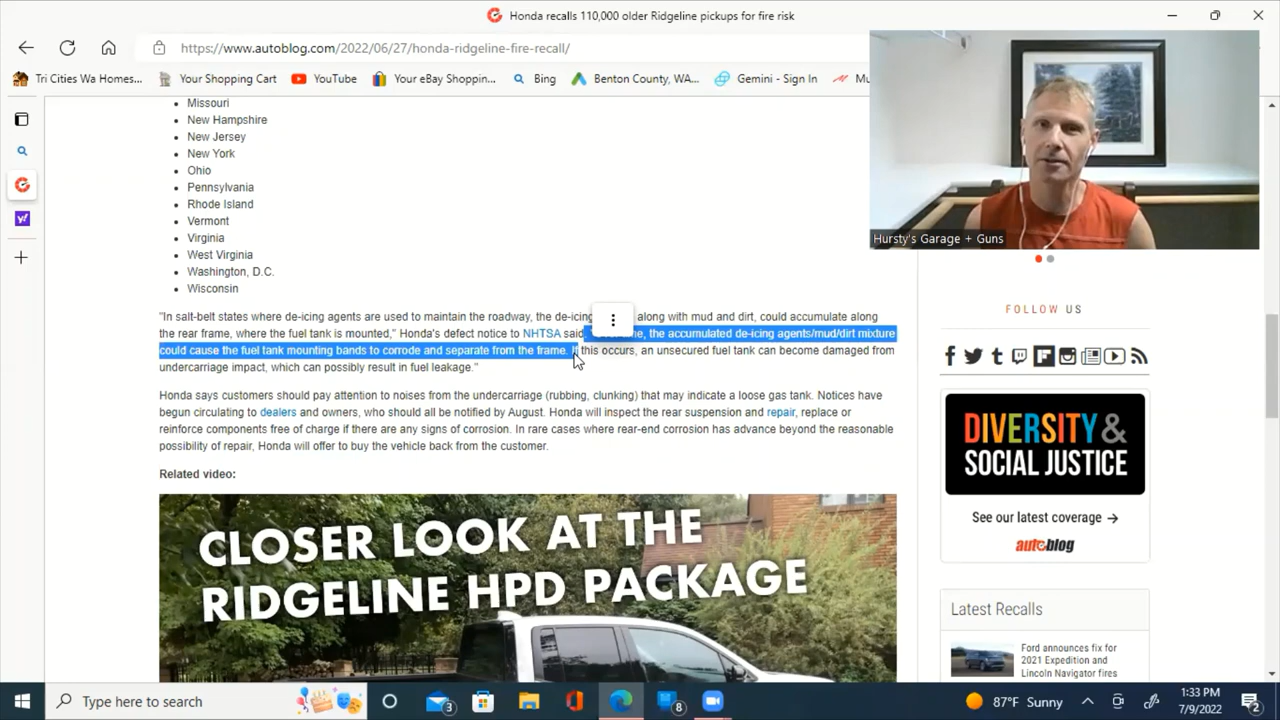 Honda recalls 110,000 older Ridgeline pickups for fire risk
https://www.autoblog.com/2022/06/27/honda-ridgeline-fire-recall/
Tri Cities Wa Homes...
Your Shopping Cart
YouTube
Your eBay Shoppin...
Bing
Benton County, WA...
Gemini - Sign In
Missouri
New Hampshire
New Jersey
New York
Ohio
Pennsylvania
Rhode Island
Vermont
Virginia
West Virginia
Washington, D.C.
Wisconsin
"In salt-belt states where de-icing agents are used to maintain the roadway, the de-icing along with mud and dirt, could accumulate along
the rear frame, where the fuel tank is mounted," Honda's defect notice to NHTSA said, the accumulated de-icing agents/mud/dirt mixture
could cause the fuel tank mounting bands to corrode and separate from the frame. If this occurs, an unsecured fuel tank can become damaged from
undercarriage impact, which can possibly result in fuel leakage."
Honda says customers should pay attention to noises from the undercarriage (rubbing, clunking) that may indicate a loose gas tank. Notices have
begun circulating to dealers and owners, who should all be notified by August. Honda will inspect the rear suspension and repair, replace or
reinforce components free of charge if there are any signs of corrosion. In rare cases where rear-end corrosion has advance beyond the reasonable
possibility of repair, Honda will offer to buy the vehicle back from the customer.
Related video:
CLOSER LOOK AT THE
RIDGELINE HPD PACKAGE
Hursty's Garage + Guns
FOLLOW US
DIVERSITY &
SOCIAL JUSTICE
See our latest coverage →
autoblog
Latest Recalls
Ford announces fix for
2021 Expedition and
Lincoln Navigator fires
Type here to search
3
8
87°F Sunny
1:33 PM
7/9/2022
2